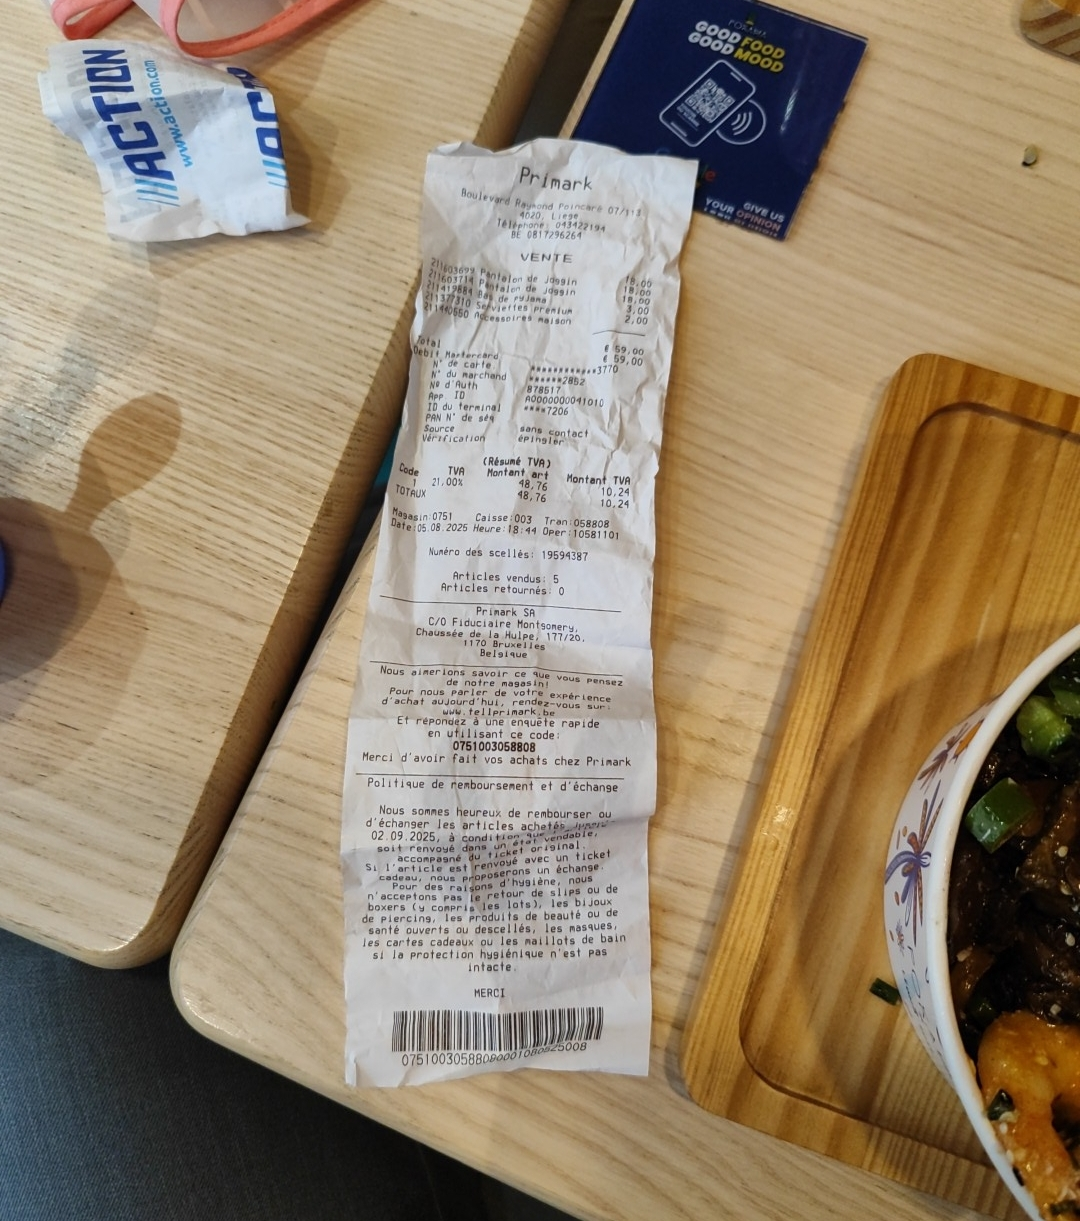 ACTION
www.action.com
GOOD FOOD
GOOD MOOD
GIVE US
YOUR OPINION
Primark
Boulevard Raymond Poincaré 07/113
4020, Liege
Téléphone: 043422194
BE 0817296264
VENTE
211603699 Pantalon de joggin 18,00
211603714 Pantalon de joggin 18,00
211419884 Bas de pyjama 18,00
211377310 Serviettes premium 3,00
211440550 Accessoires maison 2,00
Total € 59,00
Débit Mastercard € 59,00
N° de carte ************3770
N° du marchand ******2852
Nº d'Auth 878517
App. ID A0000000041010
ID du terminal ****7206
PAN N° de séq
Source sans contact
Vérification épingler
(Résumé TVA)
Code TVA Montant art Montant TVA
1 21,00% 48,76 10,24
TOTAUX 48,76 10,24
Magasin:0751 Caisse:003 Tran:058808
Date:05.08.2025 Heure:18:44 Oper:10581101
Numéro des scellés: 19594387
Articles vendus: 5
Articles retournés: 0
Primark SA
C/O Fiduciaire Montgomery,
Chaussée de la Hulpe, 177/20,
1170 Bruxelles
Belgique
Nous aimerions savoir ce que vous pensez
de notre magasin!
Pour nous parler de votre expérience
d'achat aujourd'hui, rendez-vous sur:
www.tellprimark.be
Et répondez à une enquête rapide
en utilisant ce code:
0751003058808
Merci d'avoir fait vos achats chez Primark
Politique de remboursement et d'échange
Nous sommes heureux de rembourser ou
d'échanger les articles achetés
02.09.2025, à condition que vendable,
soit renvoyé dans un état
accompagné du ticket original.
Si l'article est renvoyé avec un ticket
cadeau, nous proposerons un échange.
Pour des raisons d'hygiène, nous
n'acceptons pas le retour de slips ou de
boxers (y compris les lots), les bijoux
de piercing, les produits de beauté ou de
santé ouverts ou descellés, les masques,
les cartes cadeaux ou les maillots de bain
si la protection hygiénique n'est pas
intacte.
MERCI